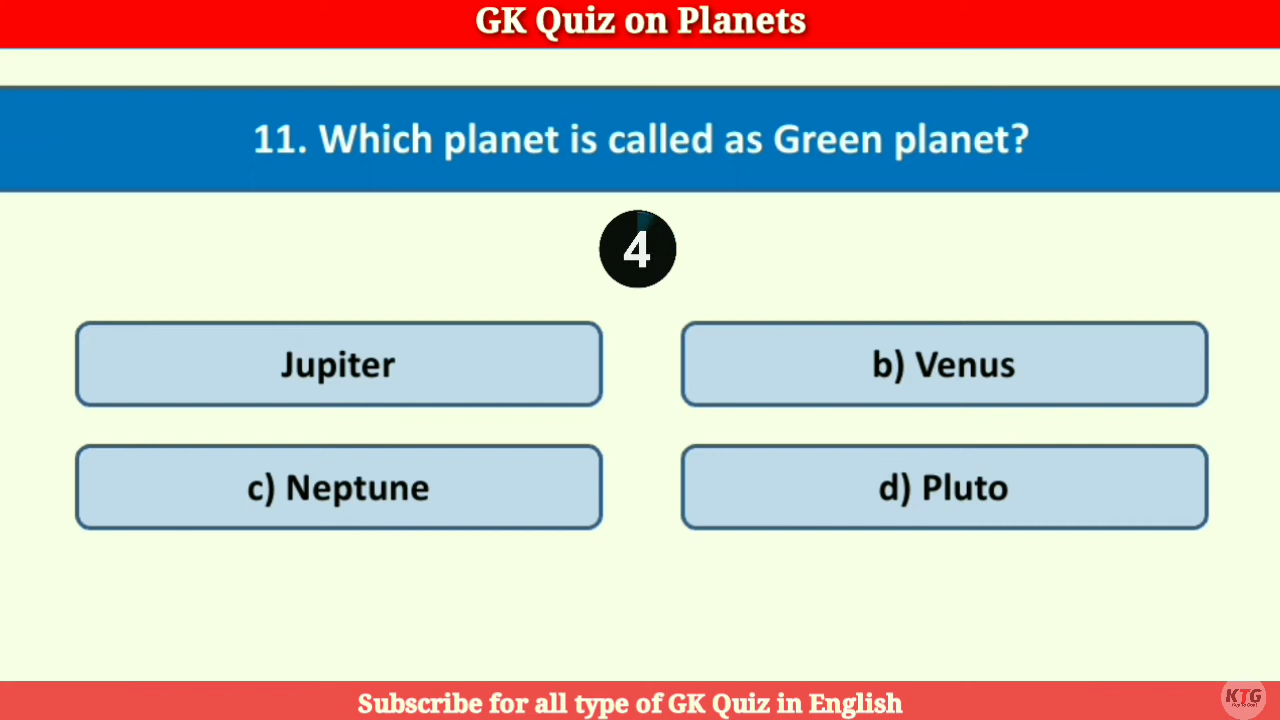 GK Quiz on Planets
11. Which planet is called as Green planet?
4
Jupiter
b) Venus
c) Neptune
d) Pluto
Subscribe for all type of GK Quiz in English
KTG